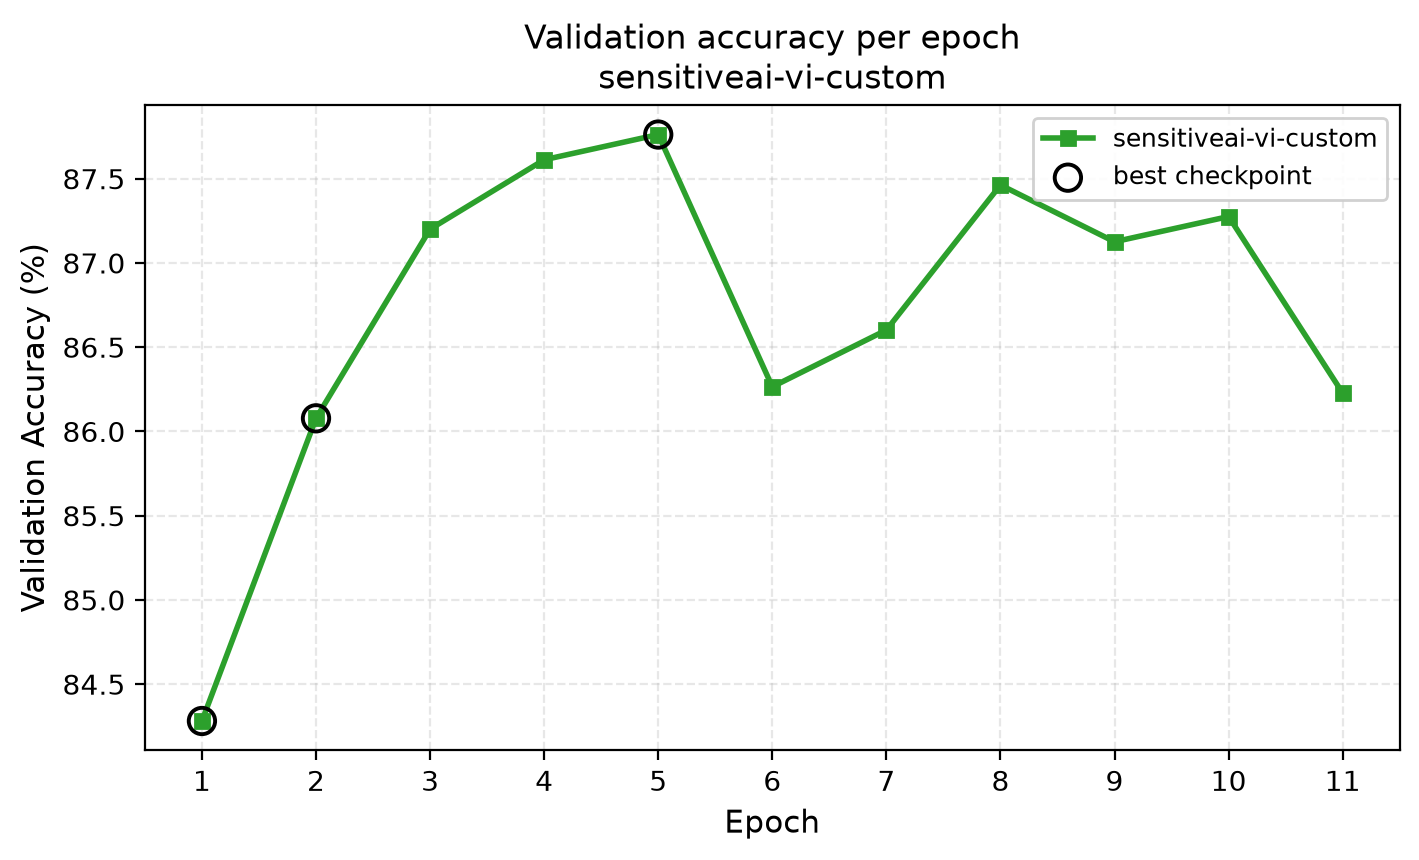 Validation accuracy per epoch
sensitiveai-vi-custom
sensitiveai-vi-custom
best checkpoint
Validation Accuracy (%)
87.5
87.0
86.5
86.0
85.5
85.0
84.5
1 2 3 4 5 6 7 8 9 10 11
Epoch